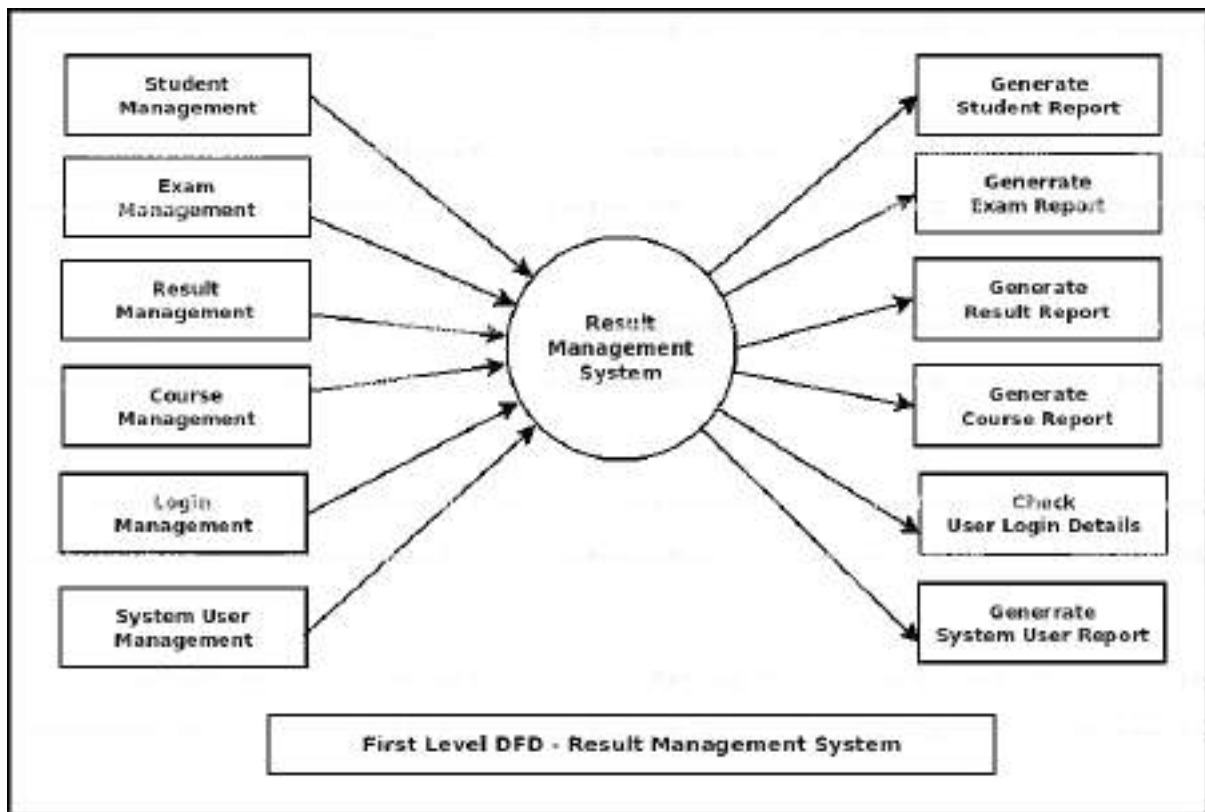 Student
Management
Exam
Management
Result
Management
Course
Management
Login
Management
System User
Management
Result
Management
System
Generate
Student Report
Generrate
Exam Report
Generate
Result Report
Generate
Course Report
Check
User Login Details
Generrate
System User Report
First Level DFD - Result Management System